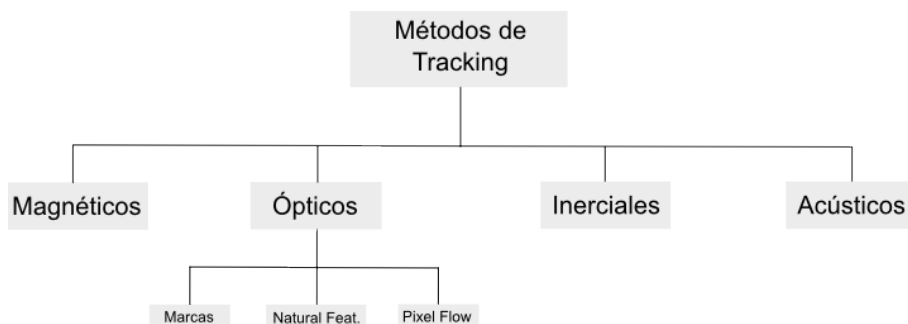 Métodos de
Tracking
Magnéticos
Ópticos
Inerciales
Acústicos
Marcas
Natural Feat.
Pixel Flow